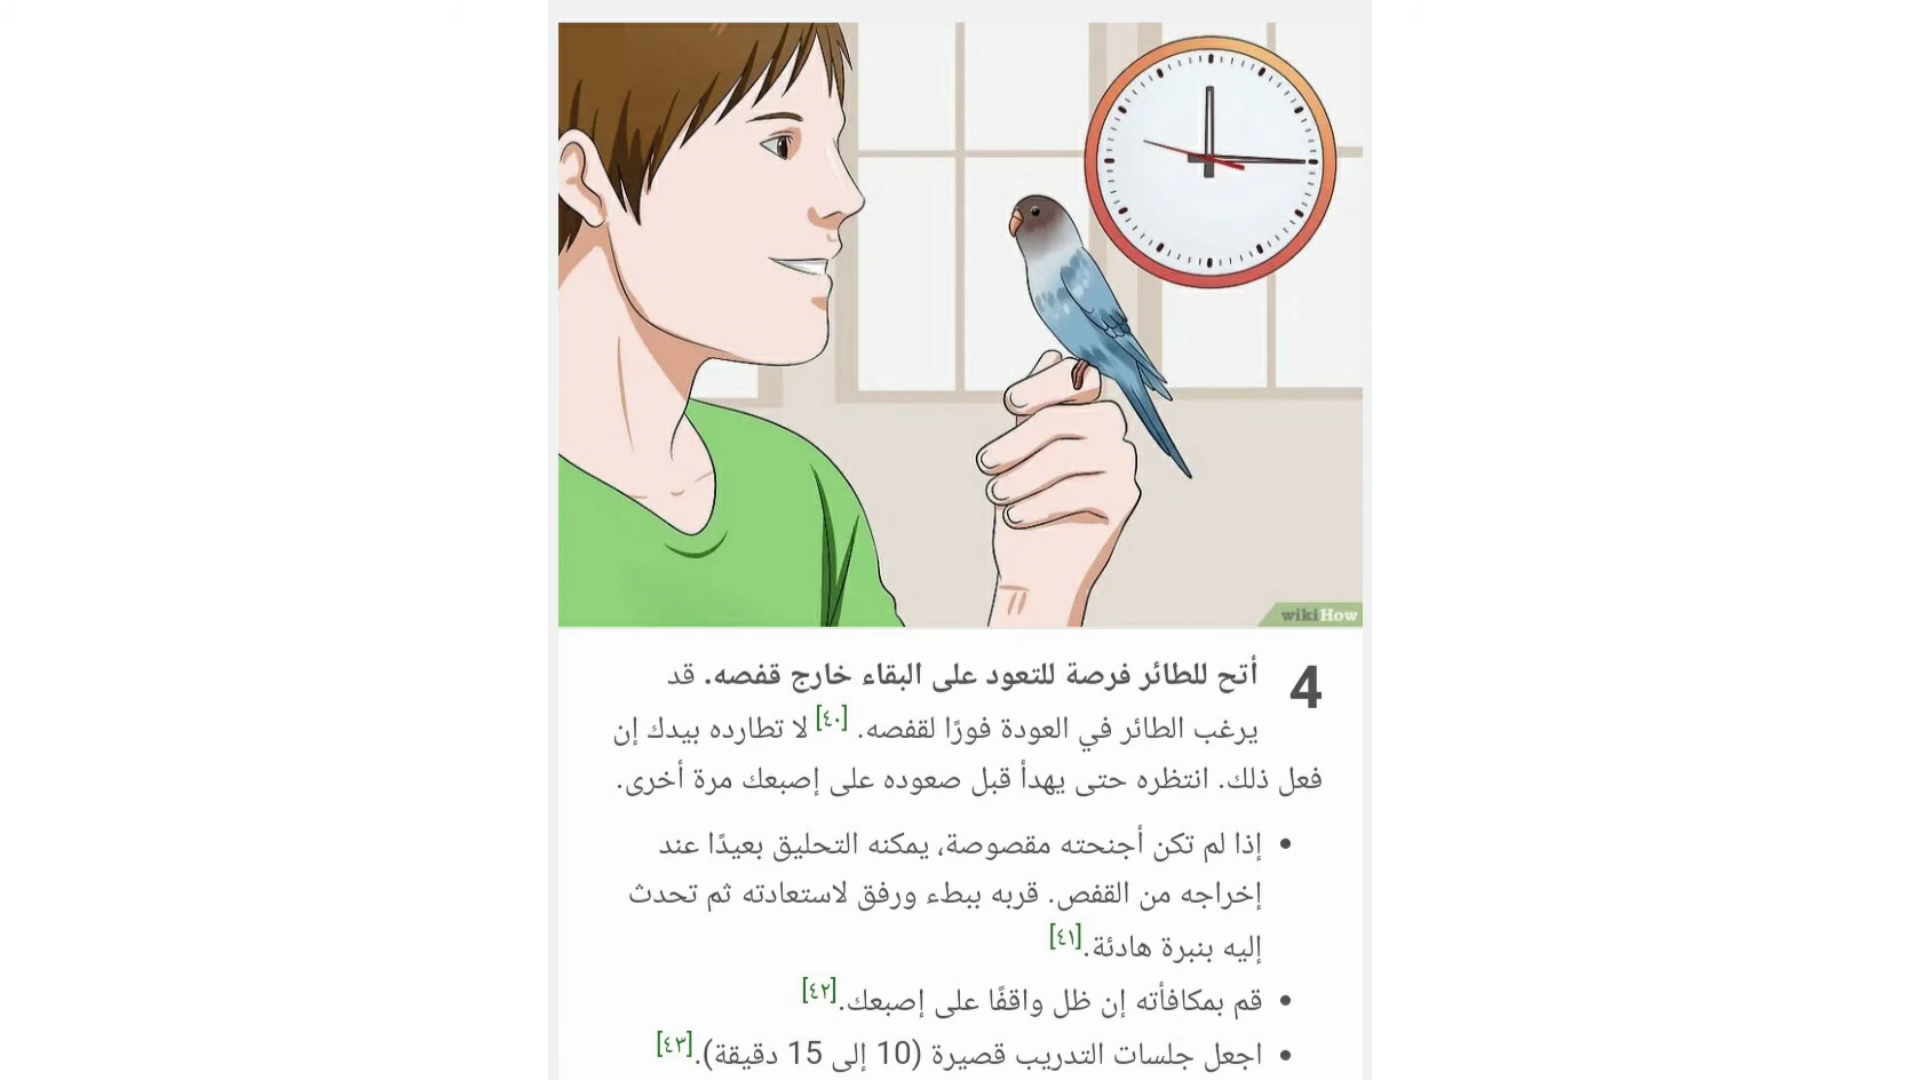 wikiHow
4 أتح للطائر فرصة للتعود على البقاء خارج قفصه. قد
يرغب الطائر في العودة فورًا لقفصه. [٤٠] لا تطارده بيدك إن
فعل ذلك. انتظره حتى يهدأ قبل صعوده على إصبعك مرة أخرى.
• إذا لم تكن أجنحته مقصوصة، يمكنه التحليق بعيدًا عند
إخراجه من القفص. قربه ببطء ورفق لاستعادته ثم تحدث
إليه بنبرة هادئة.[٤١]
• قم بمكافأته إن ظل واقفًا على إصبعك.[٤٢]
• اجعل جلسات التدريب قصيرة (10 إلى 15 دقيقة).[٤٣]